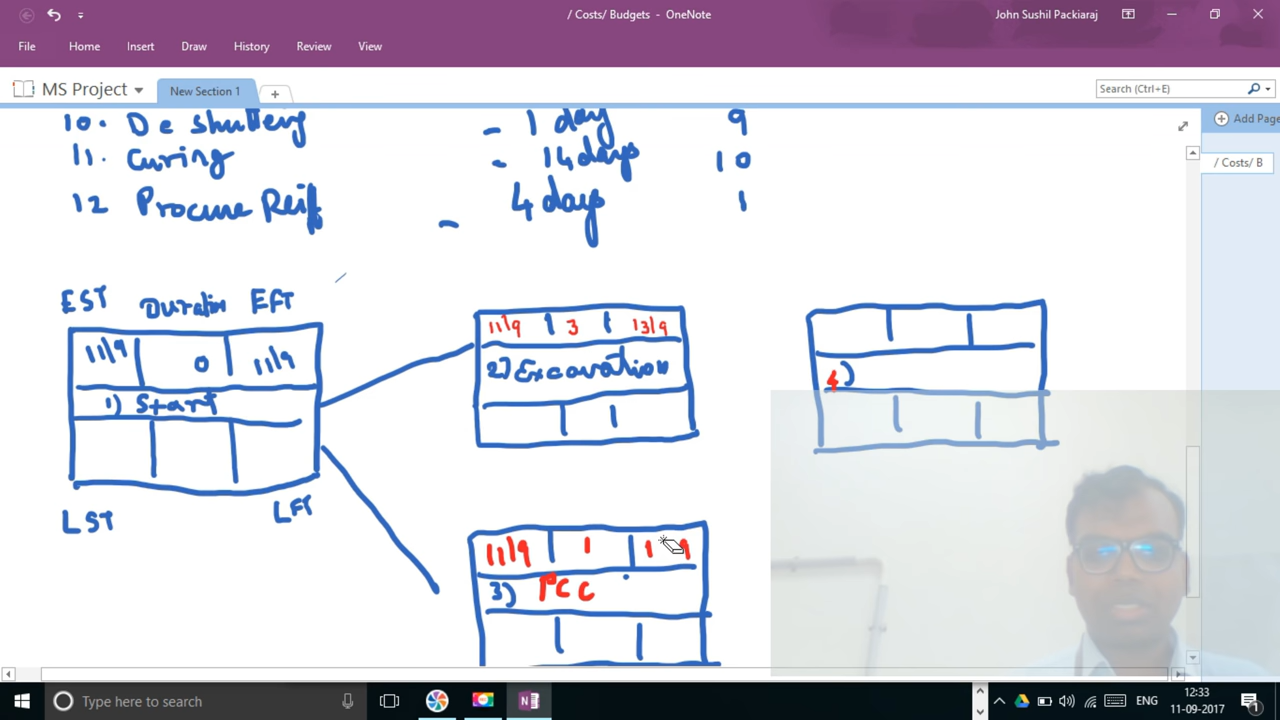 / Costs/ Budgets - OneNote
John Sushil Packiaraj
File Home Insert Draw History Review View
MS Project
New Section 1
Search (Ctrl+E)
Add Page
/ Costs/ B
10. De shuttering - 1 day 9
11. Curing - 14 days 10
12 Procure Reif - 4 days 1
EST Duration EFT
11/9 0 11/9
1) Start
LST LFT
11/9 3 13/9
2) Excavation
4)
11/9 1
3) PCC
Type here to search
ENG
12:33
11-09-2017